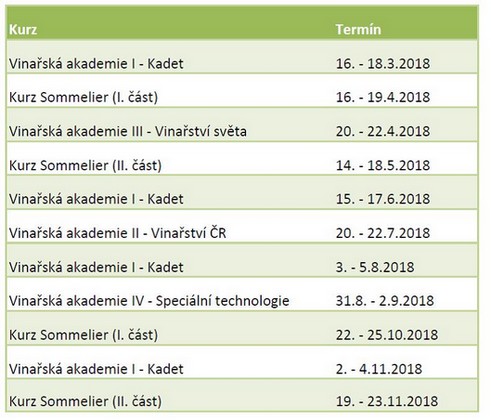 Kurz Termín
Vinařská akademie I - Kadet 16. - 18.3.2018
Kurz Sommelier (I. část) 16. - 19.4.2018
Vinařská akademie III - Vinařství světa 20. - 22.4.2018
Kurz Sommelier (II. část) 14. - 18.5.2018
Vinařská akademie I - Kadet 15. - 17.6.2018
Vinařská akademie II - Vinařství ČR 20. - 22.7.2018
Vinařská akademie I - Kadet 3. - 5.8.2018
Vinařská akademie IV - Speciální technologie 31.8. - 2.9.2018
Kurz Sommelier (I. část) 22. - 25.10.2018
Vinařská akademie I - Kadet 2. - 4.11.2018
Kurz Sommelier (II. část) 19. - 23.11.2018